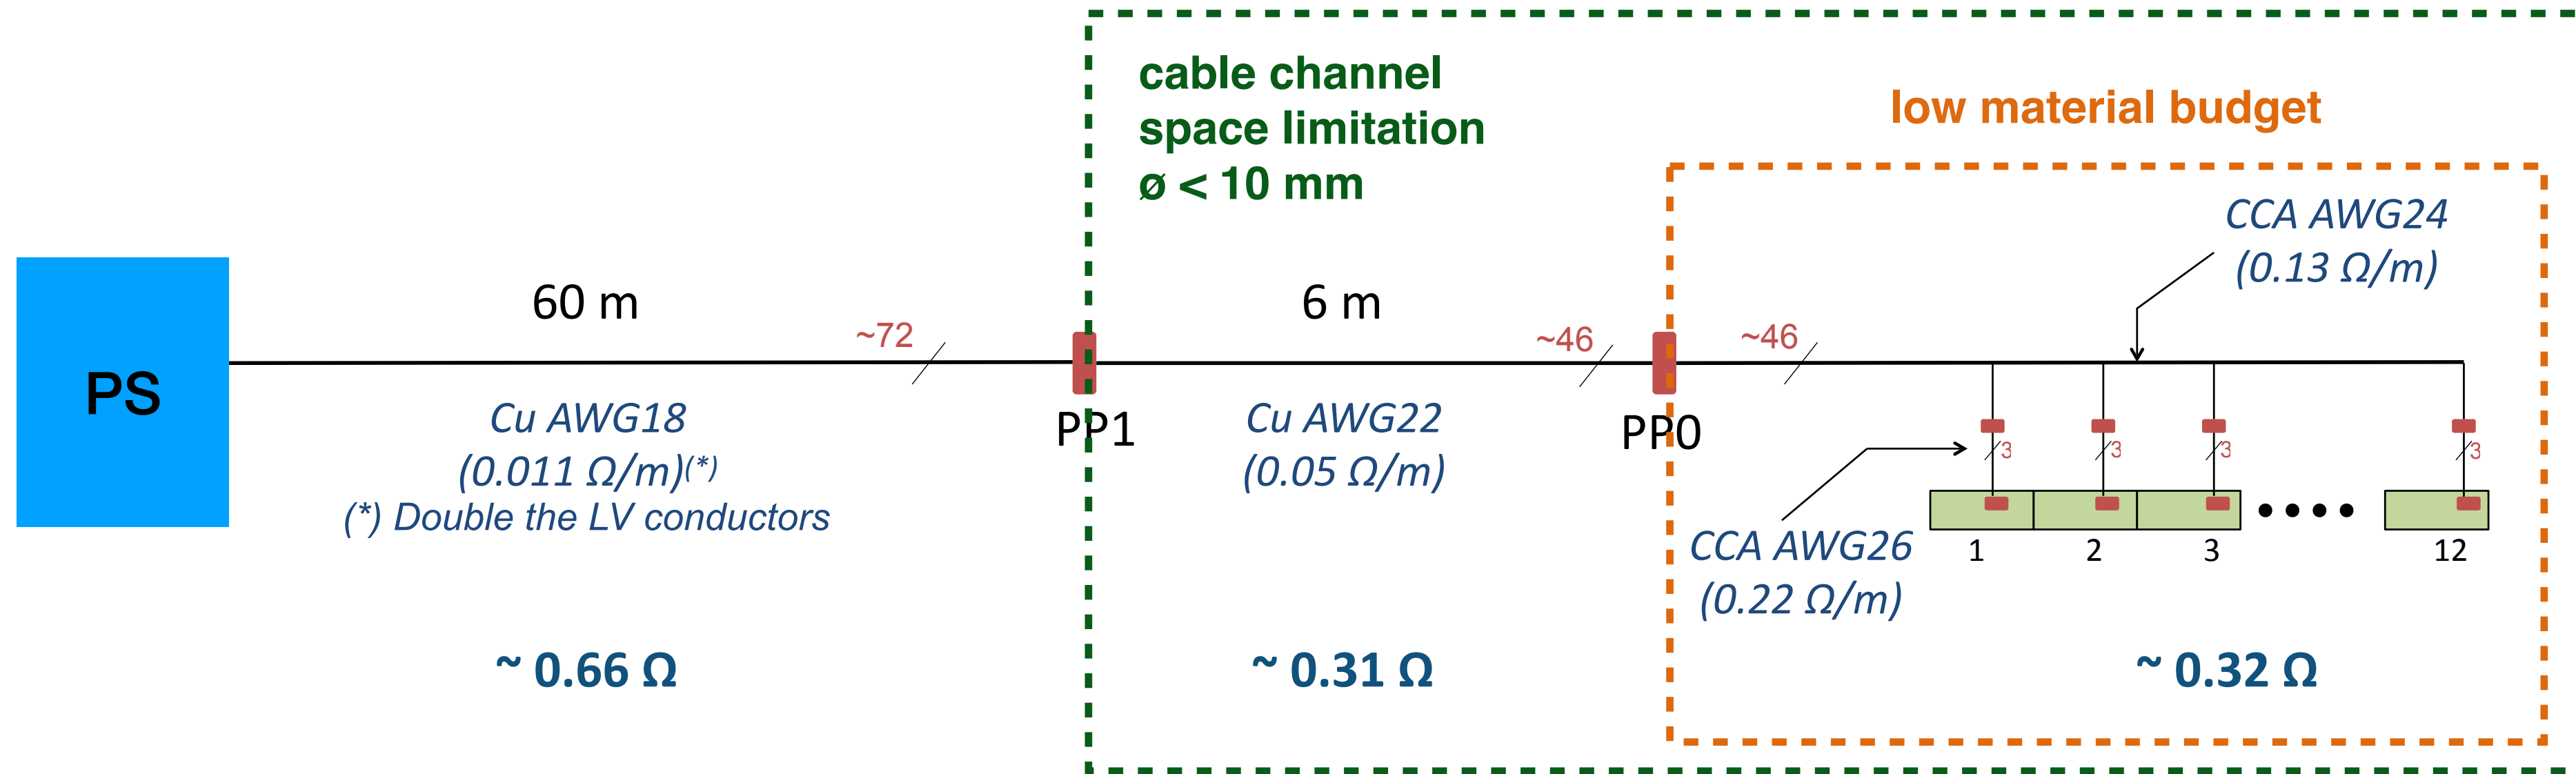 cable channel
space limitation
ø < 10 mm
low material budget
CCA AWG24
(0.13 Ω/m)
60 m
6 m
~72
~46
~46
PS
PP1
PP0
Cu AWG18
(0.011 Ω/m)(*)
(*) Double the LV conductors
Cu AWG22
(0.05 Ω/m)
3
3
3
3
CCA AWG26
(0.22 Ω/m)
1
2
3
12
~ 0.66 Ω
~ 0.31 Ω
~ 0.32 Ω